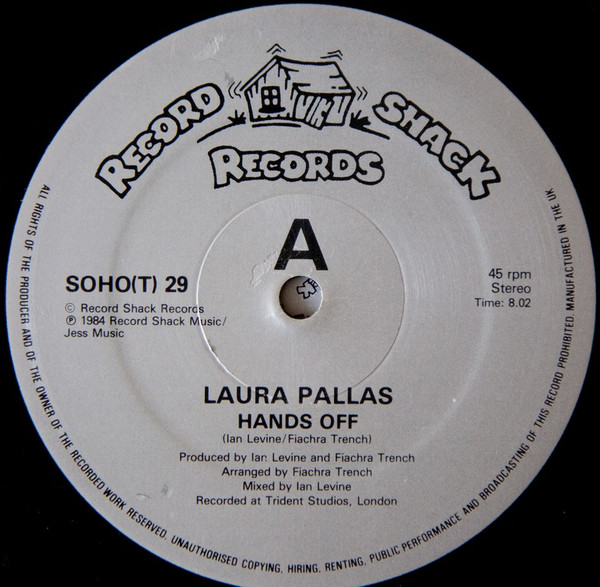 RECORD SHACK
RECORDS
A
SOHO(T) 29
© Record Shack Records
℗ 1984 Record Shack Music/
Jess Music
45 rpm
Stereo
Time: 8.02
LAURA PALLAS
HANDS OFF
(Ian Levine/Fiachra Trench)
Produced by Ian Levine and Fiachra Trench
Arranged by Fiachra Trench
Mixed by Ian Levine
Recorded at Trident Studios, London
ALL RIGHTS OF THE PRODUCER AND OF THE OWNER OF THE RECORDED WORK RESERVED. UNAUTHORISED COPYING, HIRING, RENTING, PUBLIC PERFORMANCE AND BROADCASTING OF THIS RECORD PROHIBITED. MANUFACTURED IN THE UK